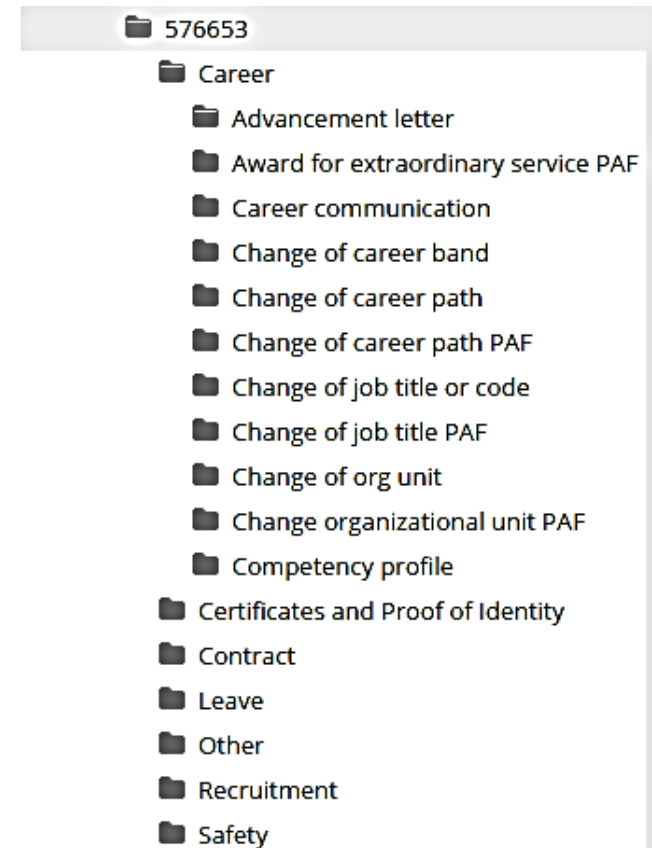 576653
Career
Advancement letter
Award for extraordinary service PAF
Career communication
Change of career band
Change of career path
Change of career path PAF
Change of job title or code
Change of job title PAF
Change of org unit
Change organizational unit PAF
Competency profile
Certificates and Proof of Identity
Contract
Leave
Other
Recruitment
Safety